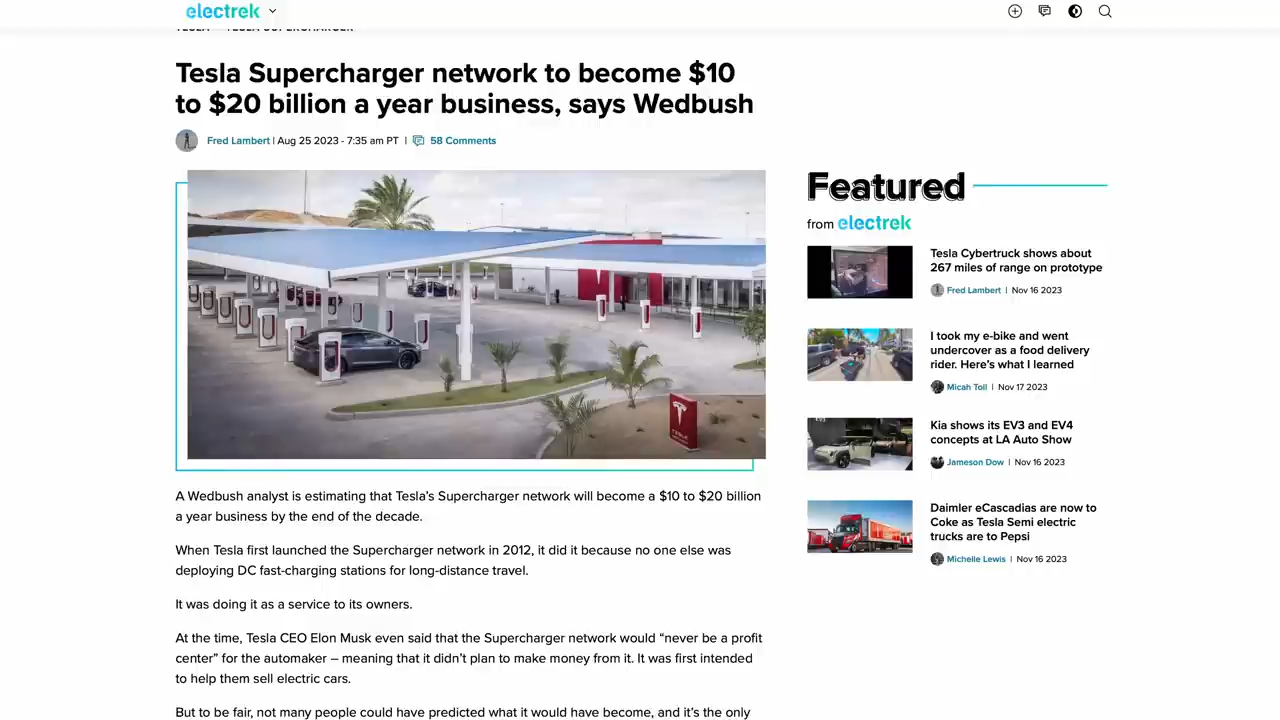 electrek
TESLA TESLA SUPERCHARGER
Tesla Supercharger network to become $10
to $20 billion a year business, says Wedbush
Fred Lambert | Aug 25 2023 - 7:35 am PT | 58 Comments
TESLA
A Wedbush analyst is estimating that Tesla's Supercharger network will become a $10 to $20 billion
a year business by the end of the decade.
When Tesla first launched the Supercharger network in 2012, it did it because no one else was
deploying DC fast-charging stations for long-distance travel.
It was doing it as a service to its owners.
At the time, Tesla CEO Elon Musk even said that the Supercharger network would “never be a profit
center” for the automaker – meaning that it didn't plan to make money from it. It was first intended
to help them sell electric cars.
But to be fair, not many people could have predicted what it would have become, and it's the only
Featured
from electrek
Tesla Cybertruck shows about
267 miles of range on prototype
Fred Lambert | Nov 16 2023
I took my e-bike and went
undercover as a food delivery
rider. Here's what I learned
Micah Toll | Nov 17 2023
Kia shows its EV3 and EV4
concepts at LA Auto Show
Jameson Dow | Nov 16 2023
Daimler eCascadias are now to
Coke as Tesla Semi electric
trucks are to Pepsi
Michelle Lewis | Nov 16 2023